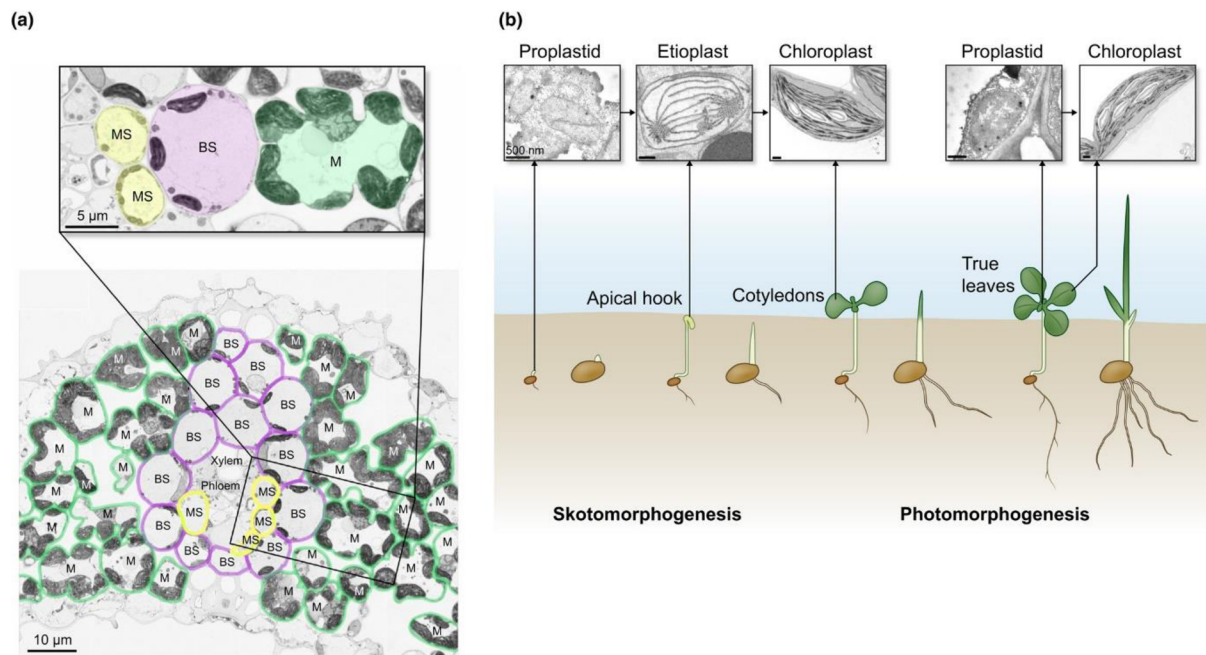 (a)
MS
BS
M
MS
5 µm
M
M
M
BS
BS
M
M
BS
M
M
M
M
BS
BS
M
M
M
BS
M
M
M
Xylem
M
M
M
BS
Phloem
MS
M
M
M
MS
BS
M
M
M
M
BS
MS
M
M
M
BS
MS
BS
M
M
M
M
M
BS
M
M
M
M
M
M
10 µm
(b)
Proplastid
Etioplast
Chloroplast
Proplastid
Chloroplast
500 nm
Apical hook
Cotyledons
True
leaves
Skotomorphogenesis
Photomorphogenesis